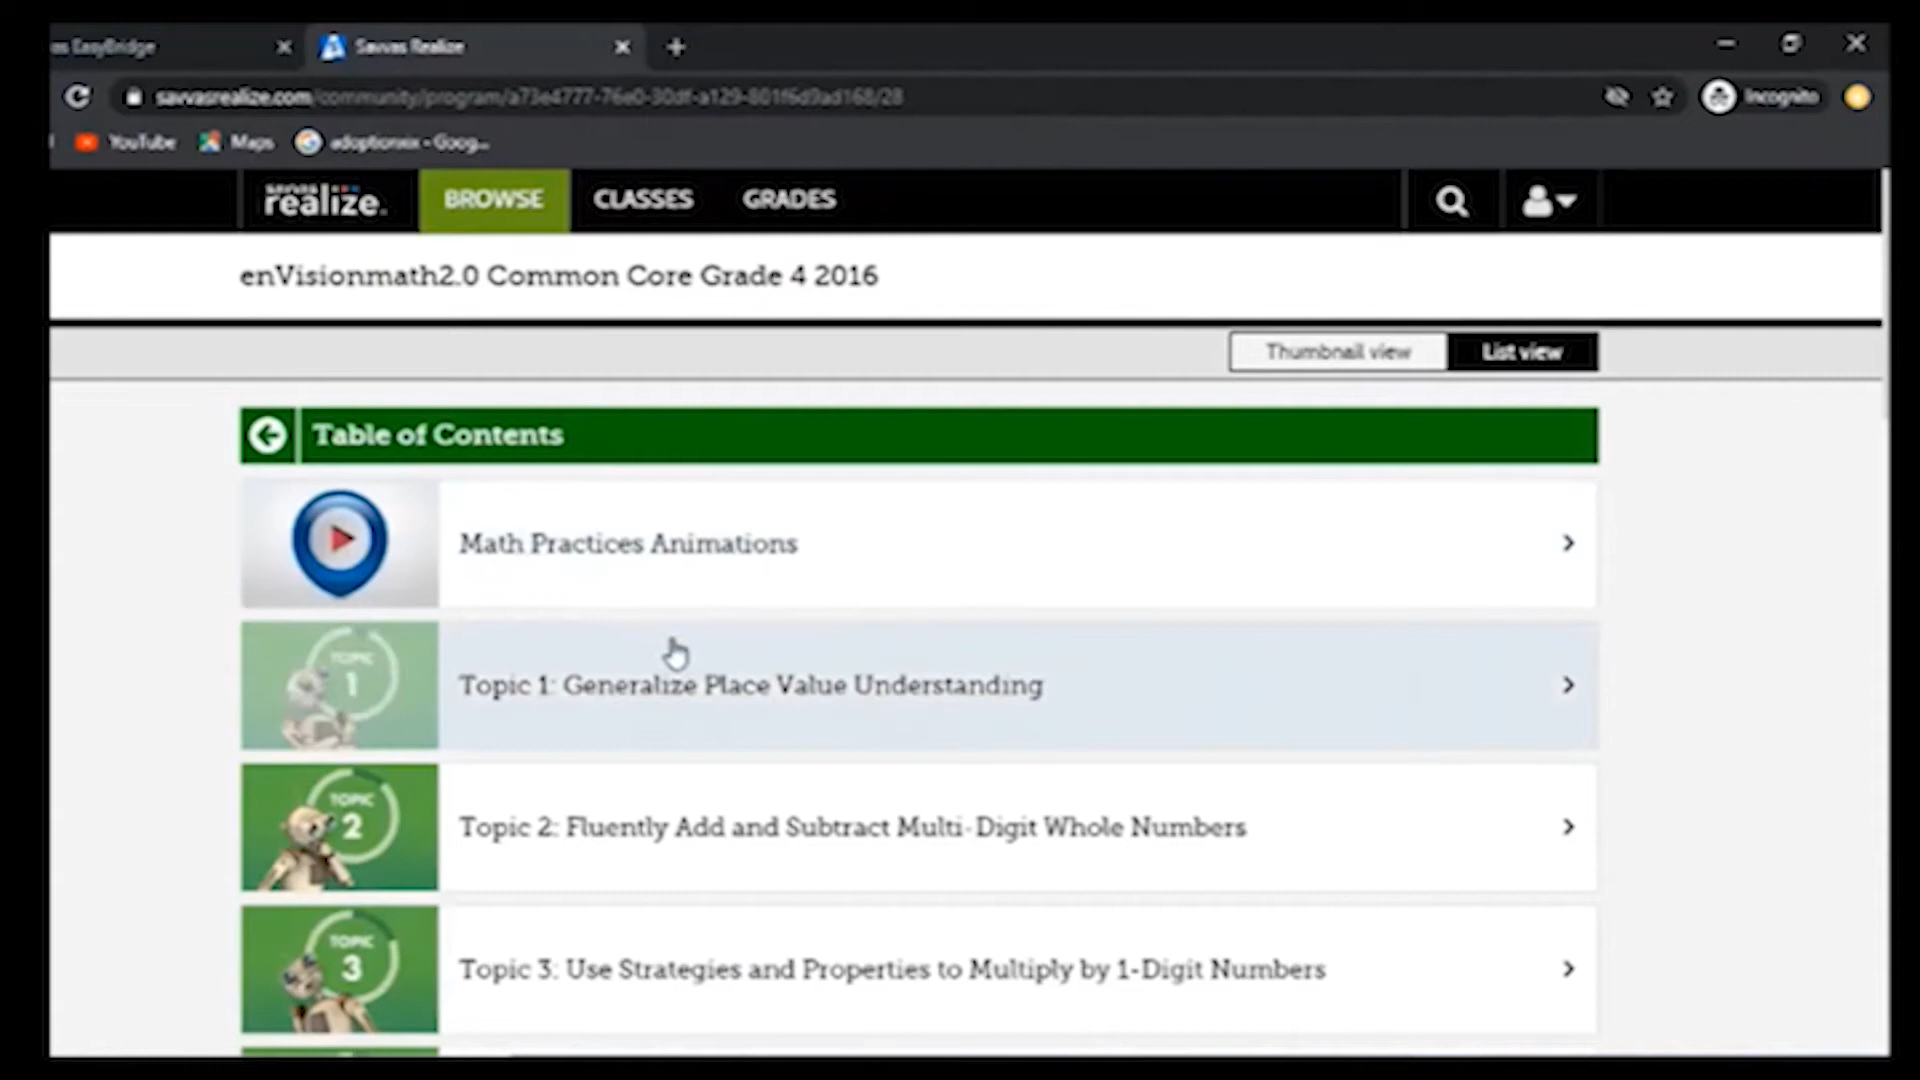 EasyBridge
Savvas Realize
savvasrealize.com/community/program/a73e4777-76e0-30df-a129-801f6d9ad168/28
Incognito
YouTube
Maps
adoptionxix - Goog...
savvas
realize.
BROWSE
CLASSES
GRADES
enVisionmath2.0 Common Core Grade 4 2016
Thumbnail view
List view
Table of Contents
Math Practices Animations
TOPIC
1
Topic 1: Generalize Place Value Understanding
TOPIC
2
Topic 2: Fluently Add and Subtract Multi-Digit Whole Numbers
TOPIC
3
Topic 3: Use Strategies and Properties to Multiply by 1-Digit Numbers